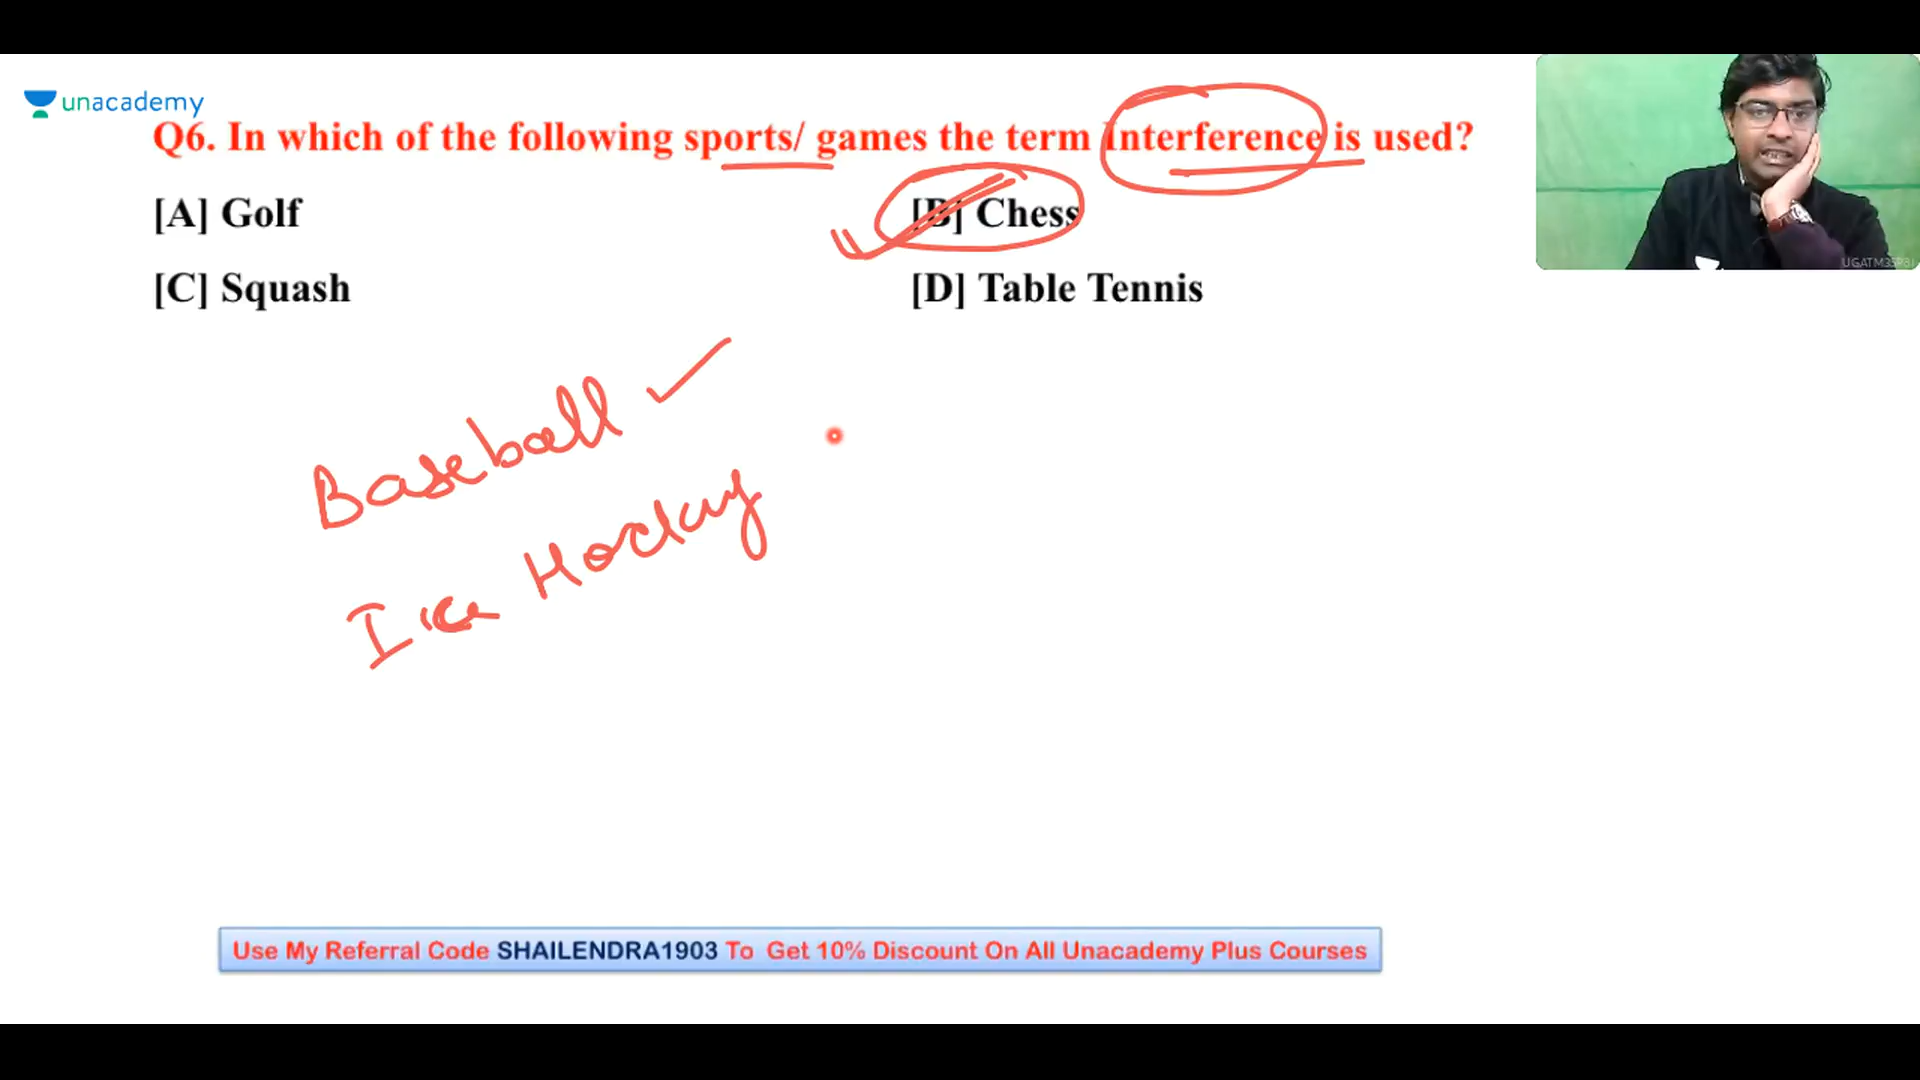 unacademy
Q6. In which of the following sports/ games the term Interference is used?
[A] Golf
[B] Chess
[C] Squash
[D] Table Tennis
Baseball
Ice Hockey
Use My Referral Code SHAILENDRA1903 To Get 10% Discount On All Unacademy Plus Courses